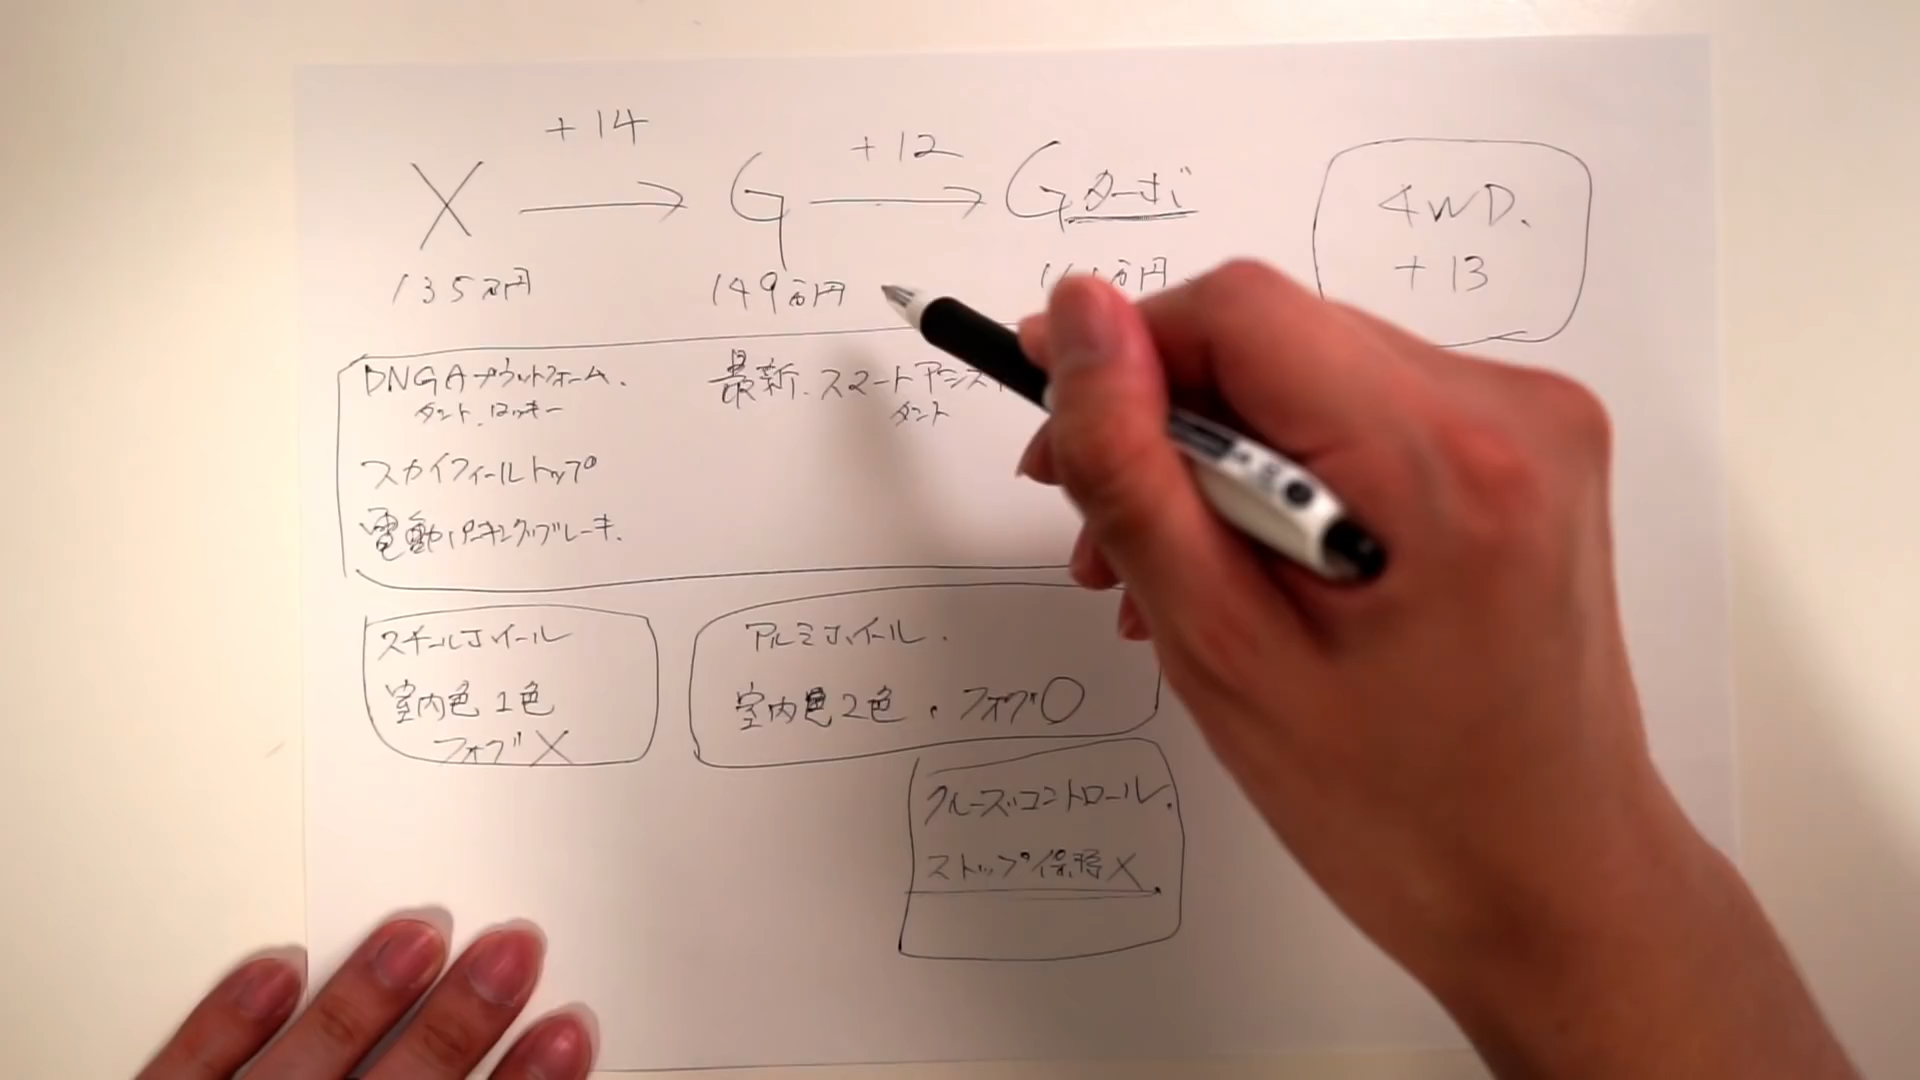 +14
+12
X
G
Gターボ
4WD.
+13
135万円
149万円
万円
DNGAプラットフォーム.
タント.ロッキー
最新.スマートアシスト
タント
スカイフィールトップ
電動パーキングブレーキ.
スチールホイール
室内色1色
フォグX
アルミホイール.
室内色2色.フォグ○
クルーズコントロール.
ストップ保持X.